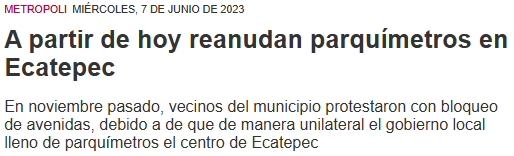 METROPOLI MIÉRCOLES, 7 DE JUNIO DE 2023
A partir de hoy reanudan parquímetros en
Ecatepec
En noviembre pasado, vecinos del municipio protestaron con bloqueo
de avenidas, debido a de que de manera unilateral el gobierno local
lleno de parquímetros el centro de Ecatepec